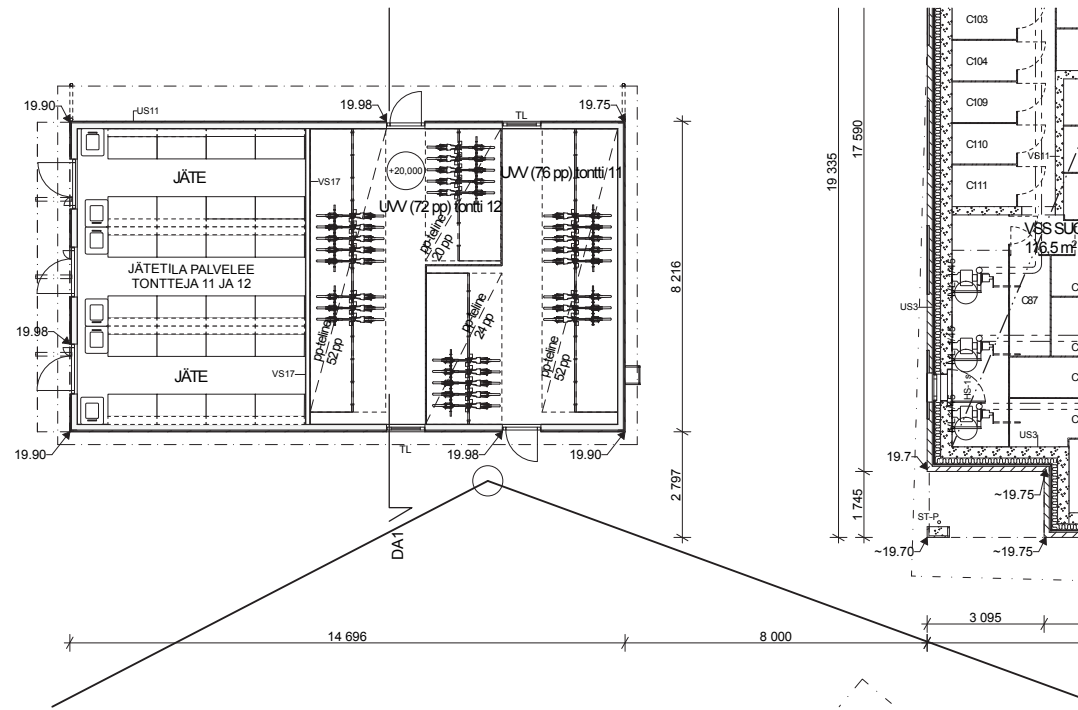 C103
C104
C109
C110
C111
19.90
US11
19.98
TL
19.75
JÄTE
VS17
+20,000
UVV (76 pp) tontti 11
UVV (72 pp) tontti 12
pp-teline
20 pp
JÄTETILA PALVELEE
TONTTEJA 11 JA 12
pp-teline
24 pp
pp-teline
52 pp
pp-teline
52 pp
19.98
JÄTE
VS17
19.90
TL
19.98
19.90
DA1
8 216
2 797
19 335
17 590
1 745
VSS SU6
176,5 m²
US3
C87
HS-1s
US3
19.7
~19.75
ST-P
~19.70
~19.75
3 095
14 696
8 000